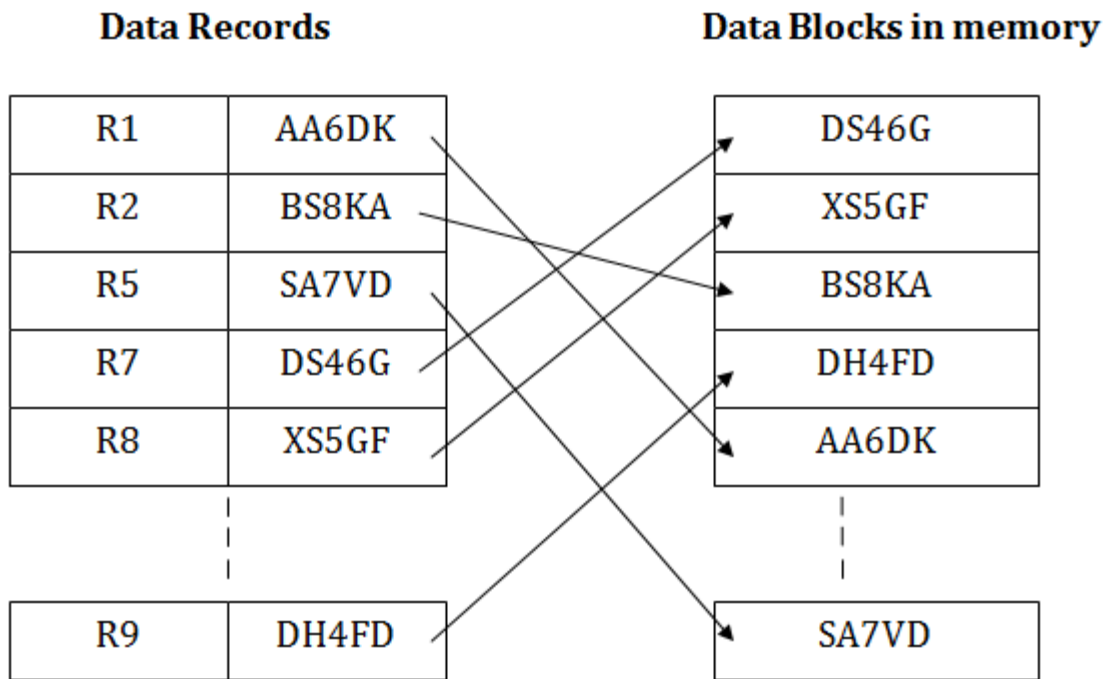 Data Records Data Blocks in memory
R1 AA6DK DS46G
R2 BS8KA XS5GF
R5 SA7VD BS8KA
R7 DS46G DH4FD
R8 XS5GF AA6DK
R9 DH4FD SA7VD